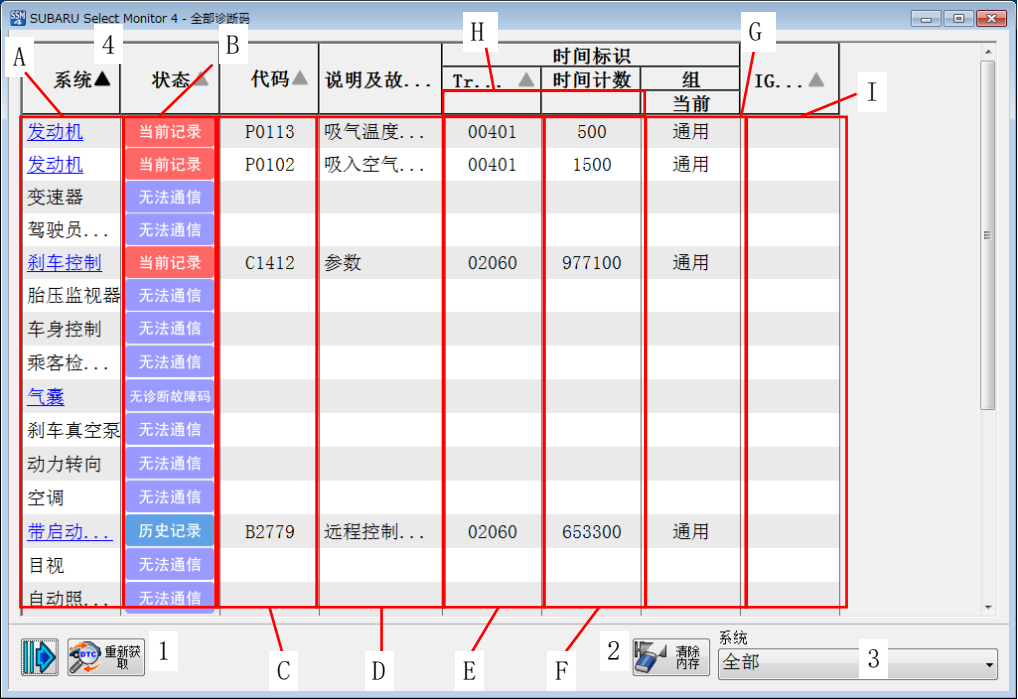 SSM 4 SUBARU Select Monitor 4 - 全部诊断码
A 4 B H G I
系统▲ 状态▲ 代码▲ 说明及故... 时间标识 IG...▲
Tr...▲ 时间计数 组
当前
发动机 当前记录 P0113 吸气温度... 00401 500 通用
发动机 当前记录 P0102 吸入空气... 00401 1500 通用
变速器 无法通信
驾驶员... 无法通信
刹车控制 当前记录 C1412 参数 02060 977100 通用
胎压监视器 无法通信
车身控制 无法通信
乘客检... 无法通信
气囊 无诊断故障码
刹车真空泵 无法通信
动力转向 无法通信
空调 无法通信
带启动... 历史记录 B2779 远程控制... 02060 653300 通用
目视 无法通信
自动照... 无法通信
C D E F
DTC 重新获取 1 2 清除内存 系统
全部 3